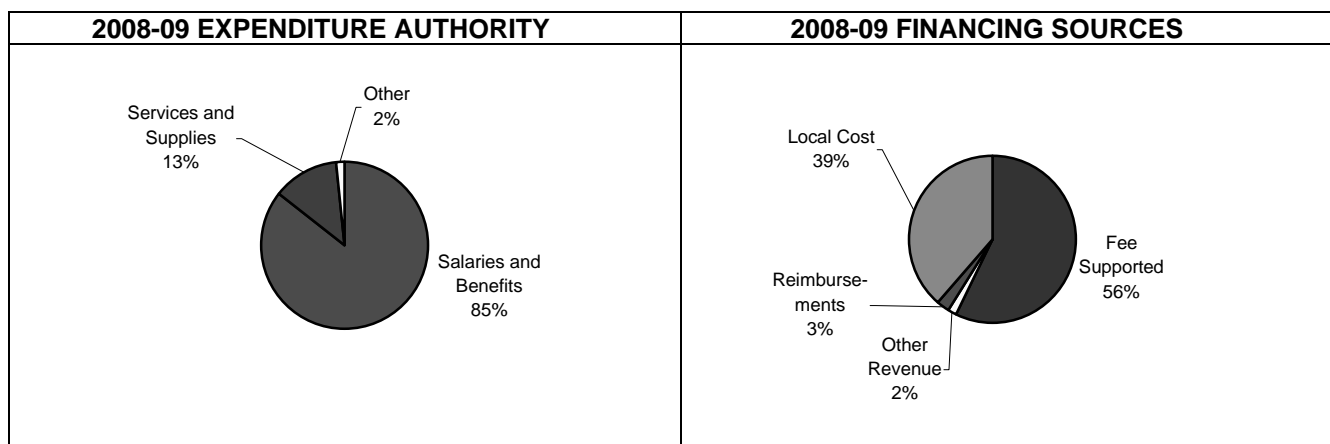 2008-09 EXPENDITURE AUTHORITY
Other
2%
Services and
Supplies
13%
Salaries and
Benefits
85%
2008-09 FINANCING SOURCES
Local Cost
39%
Fee
Supported
56%
Reimburse-
ments
3%
Other
Revenue
2%